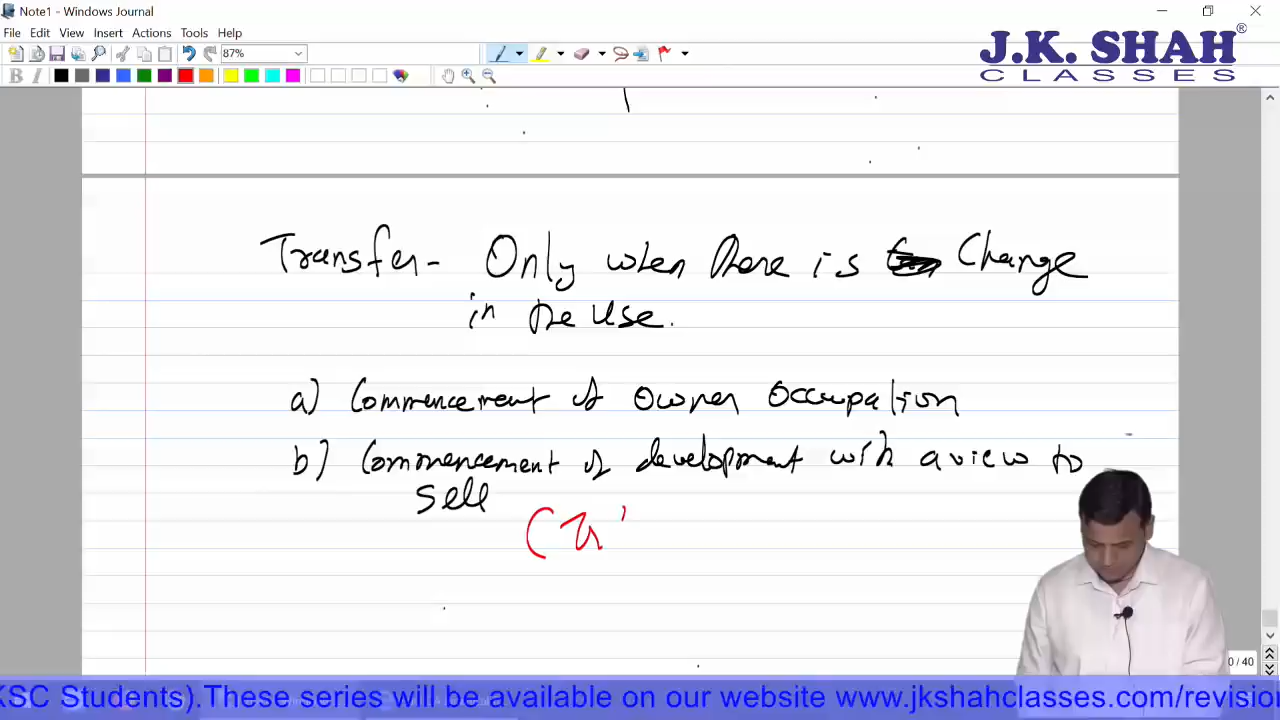 Note1 - Windows Journal
File Edit View Insert Actions Tools Help
87%
J.K. SHAH®
CLASSES
Transfer - Only when there is Change
in the use.
a) Commencement of Owner Occupation
b) Commencement of development with a view to
sell
0 / 40
KSC Students).These series will be available on our website www.jkshahclasses.com/revision